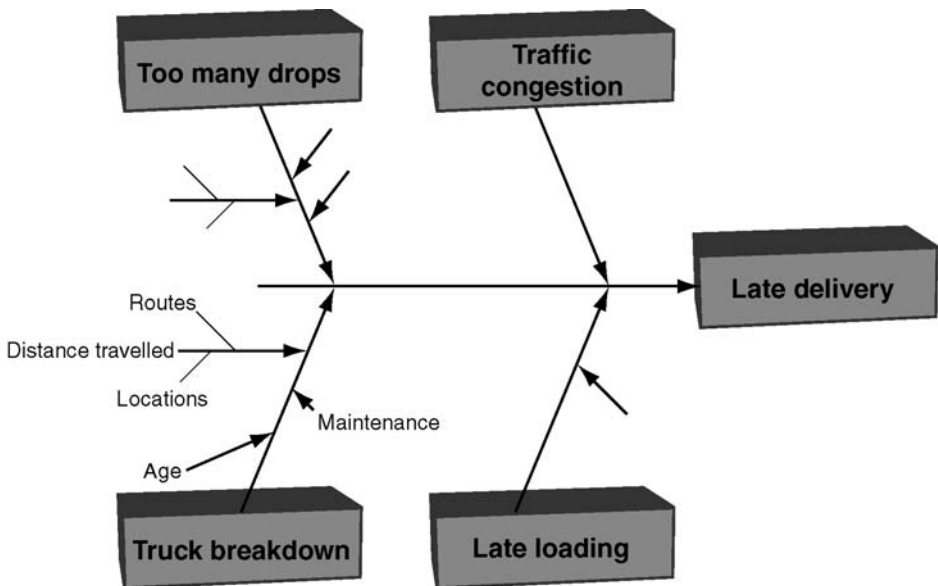 Too many drops
Traffic
congestion
Late delivery
Routes
Distance travelled
Locations
Maintenance
Age
Truck breakdown
Late loading